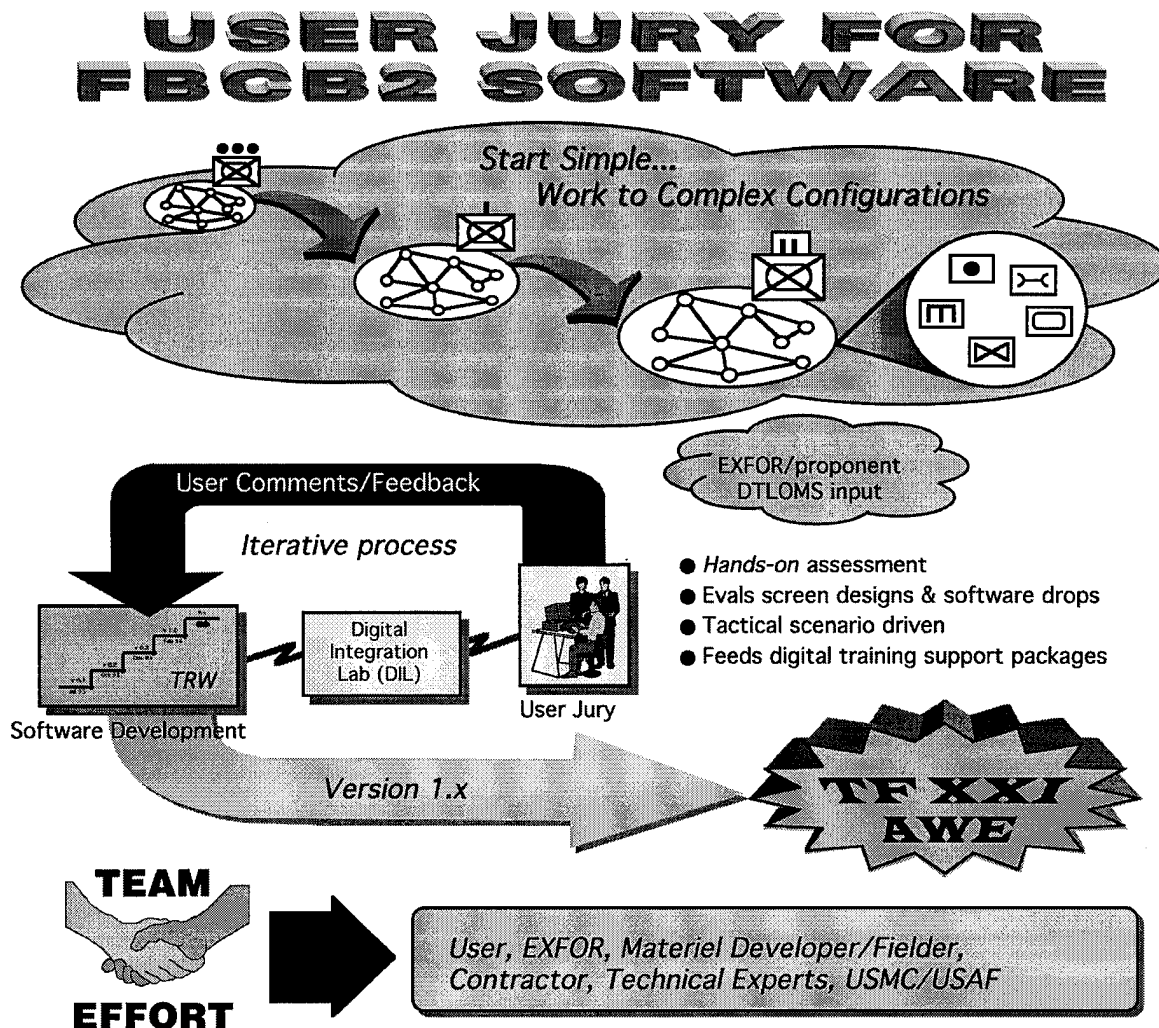 USER JURY FOR
FBCB2 SOFTWARE
Start Simple...
Work to Complex Configurations
EXFOR/proponent
DTLOMS input
User Comments/Feedback
Iterative process
● Hands-on assessment
● Evals screen designs & software drops
● Tactical scenario driven
● Feeds digital training support packages
TRW
Software Development
Digital
Integration
Lab (DIL)
User Jury
Version 1.x
TF XXI
AWE
TEAM
EFFORT
User, EXFOR, Materiel Developer/Fielder,
Contractor, Technical Experts, USMC/USAF